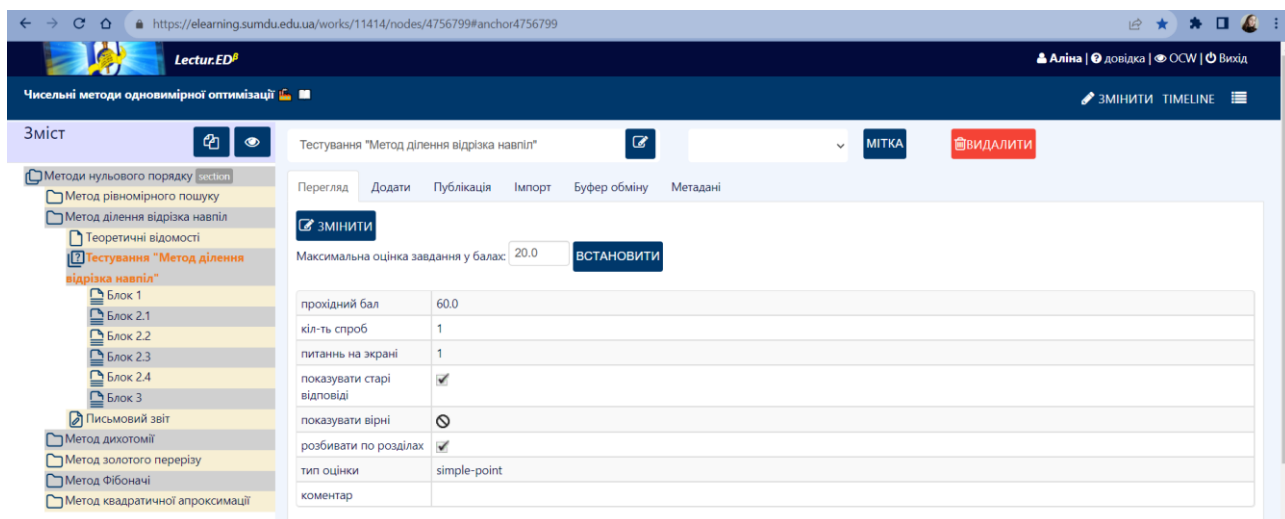 https://elearning.sumdu.edu.ua/works/11414/nodes/4756799#anchor4756799
Lectur.EDβ
Аліна | довідка | OCW | Вихід
Чисельні методи одновимірної оптимізації
ЗМІНИТИ TIMELINE
Зміст
Тестування "Метод ділення відрізка навпіл"
МІТКА
ВИДАЛИТИ
Методи нульового порядку section
Метод рівномірного пошуку
Метод ділення відрізка навпіл
Теоретичні відомості
Тестування "Метод ділення
відрізка навпіл"
Блок 1
Блок 2.1
Блок 2.2
Блок 2.3
Блок 2.4
Блок 3
Письмовий звіт
Метод дихотомії
Метод золотого перерізу
Метод Фібоначі
Метод квадратичної апроксимації
Перегляд Додати Публікація Імпорт Буфер обміну Метадані
ЗМІНИТИ
Максимальна оцінка завдання у балах: 20.0 ВСТАНОВИТИ
прохідний бал 60.0
кіл-ть спроб 1
питаннь на экрані 1
показувати старі
відповіді
показувати вірні
розбивати по розділах
тип оцінки simple-point
коментар